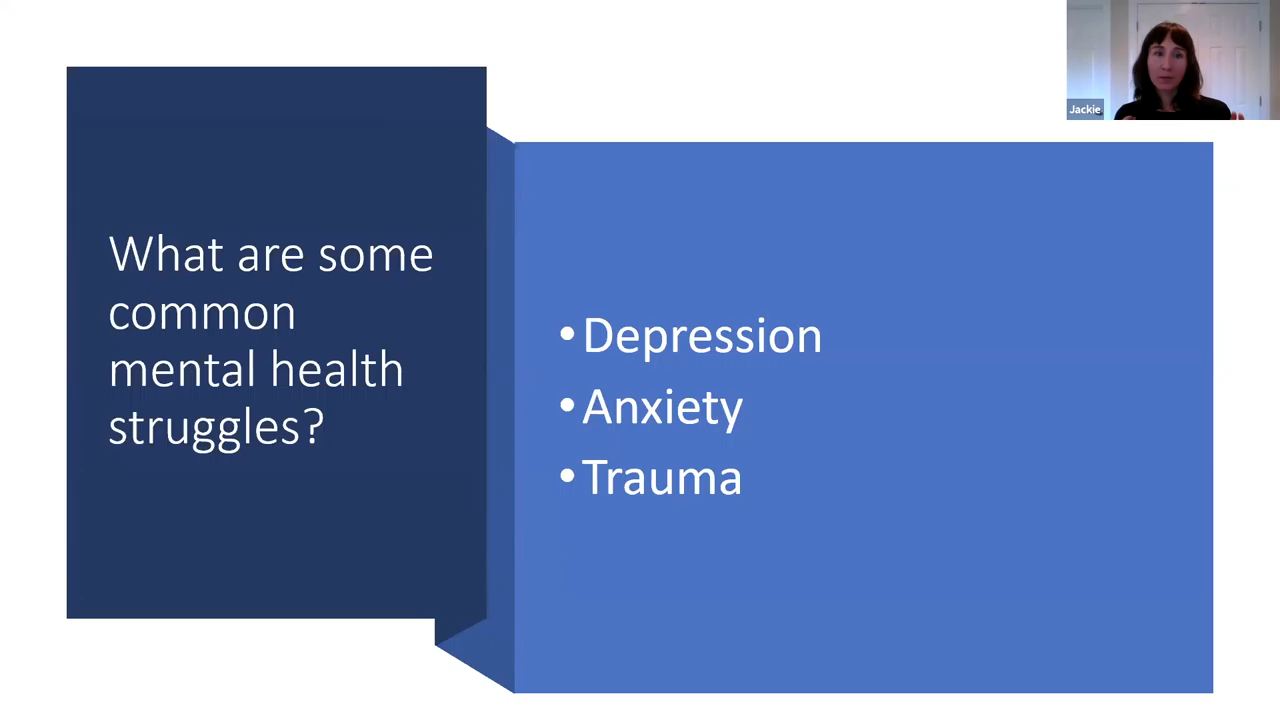 What are some
common
mental health
struggles?
• Depression
• Anxiety
• Trauma
Jackie